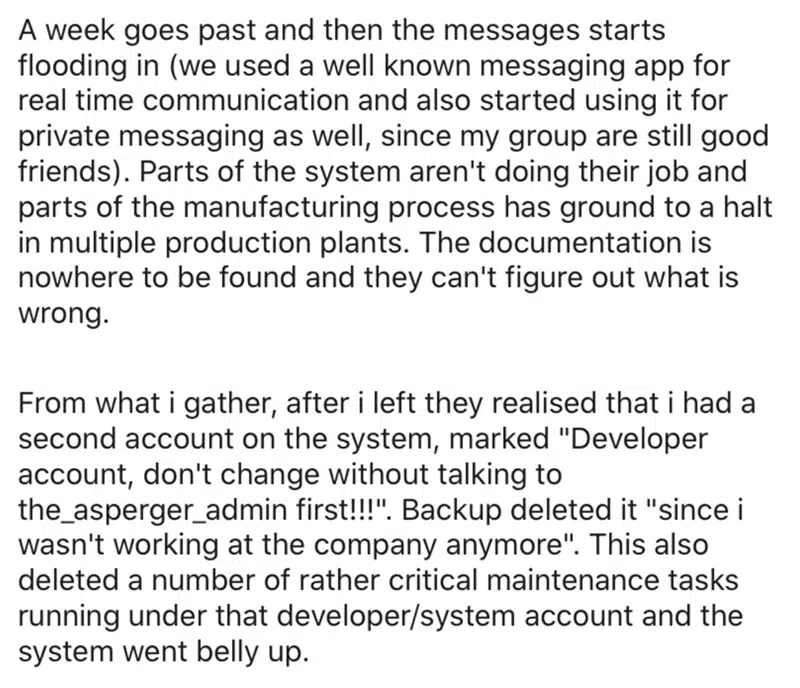 A week goes past and then the messages starts
flooding in (we used a well known messaging app for
real time communication and also started using it for
private messaging as well, since my group are still good
friends). Parts of the system aren't doing their job and
parts of the manufacturing process has ground to a halt
in multiple production plants. The documentation is
nowhere to be found and they can't figure out what is
wrong.
From what i gather, after i left they realised that i had a
second account on the system, marked "Developer
account, don't change without talking to
the_asperger_admin first!!!". Backup deleted it "since i
wasn't working at the company anymore". This also
deleted a number of rather critical maintenance tasks
running under that developer/system account and the
system went belly up.